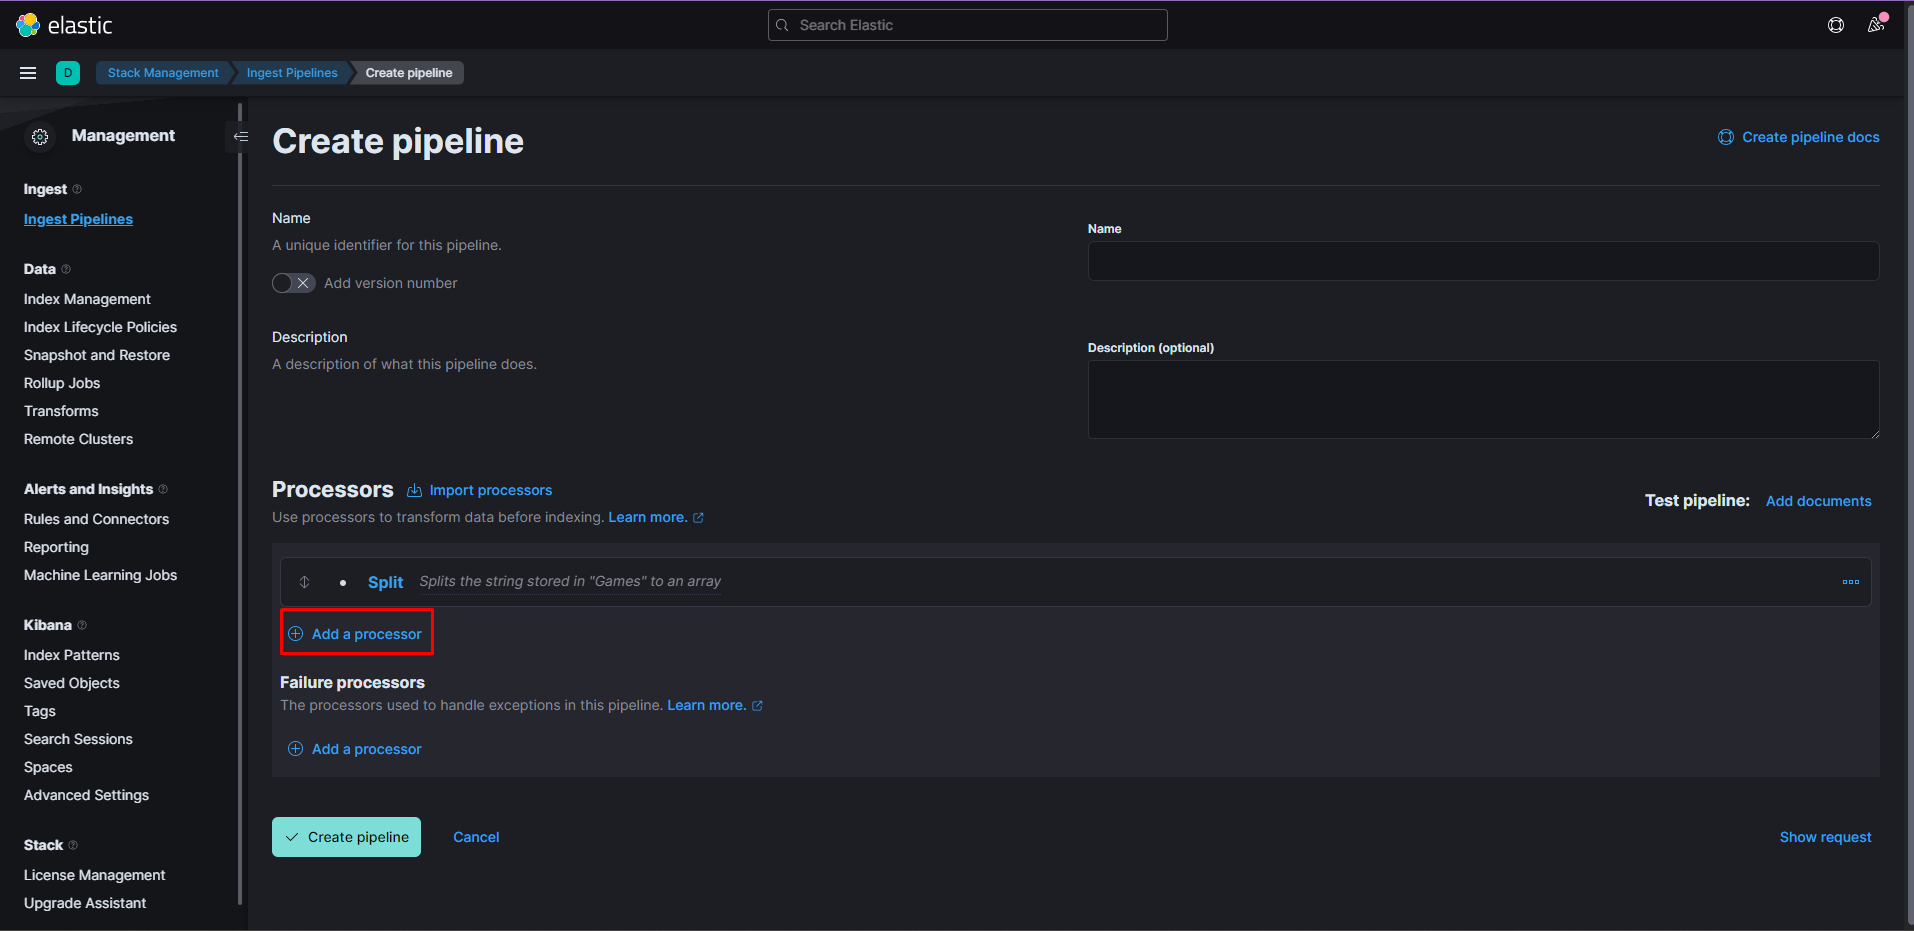 elastic
Search Elastic
D
Stack Management
Ingest Pipelines
Create pipeline
Management
Ingest
Ingest Pipelines
Data
Index Management
Index Lifecycle Policies
Snapshot and Restore
Rollup Jobs
Transforms
Remote Clusters
Alerts and Insights
Rules and Connectors
Reporting
Machine Learning Jobs
Kibana
Index Patterns
Saved Objects
Tags
Search Sessions
Spaces
Advanced Settings
Stack
License Management
Upgrade Assistant
Create pipeline
Create pipeline docs
Name
A unique identifier for this pipeline.
Add version number
Name
Description
A description of what this pipeline does.
Description (optional)
Processors
Import processors
Use processors to transform data before indexing. Learn more.
Test pipeline:
Add documents
Split
Splits the string stored in "Games" to an array
Add a processor
Failure processors
The processors used to handle exceptions in this pipeline. Learn more.
Add a processor
Create pipeline
Cancel
Show request